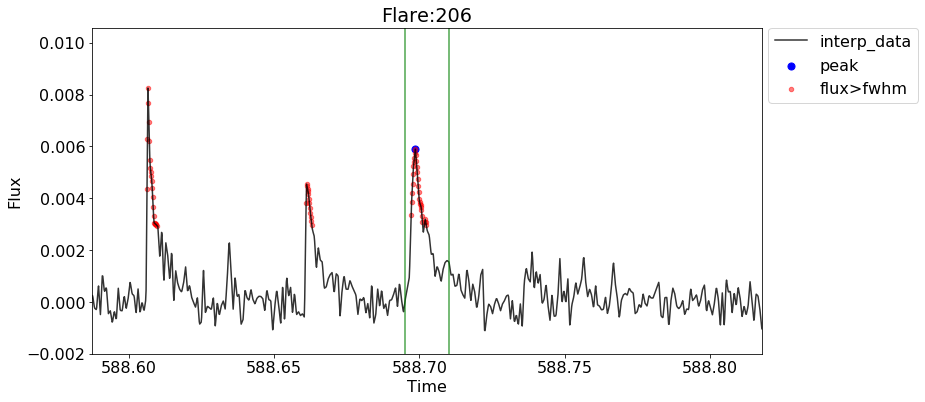 Flare:206
0.010
0.008
0.006
0.004
0.002
0.000
−0.002
Flux
588.60
588.65
588.70
588.75
588.80
Time
interp_data
peak
flux>fwhm